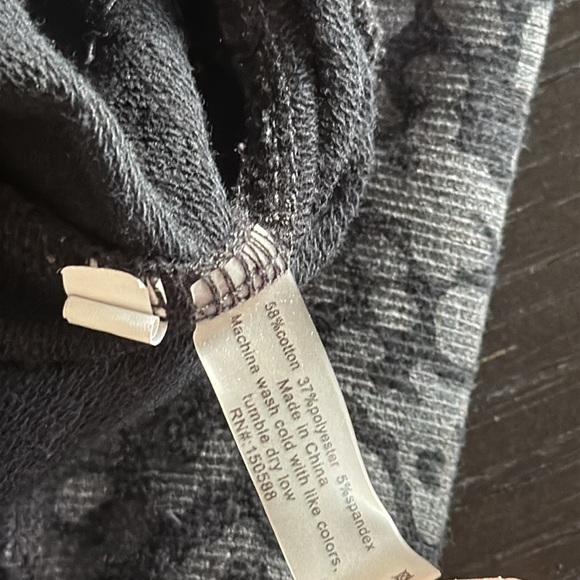 58%cotton 37%polyester 5%spandex
Made in China
Machina wash cold with like colors,
tumble dry low
RN#:150588